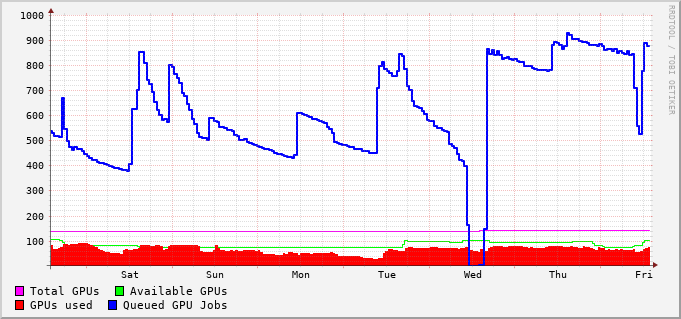 1000
900
800
700
600
500
400
300
200
100
Sat Sun Mon Tue Wed Thu Fri
Total GPUs Available GPUs
GPUs used Queued GPU Jobs
RRDTOOL / TOBI OETIKER